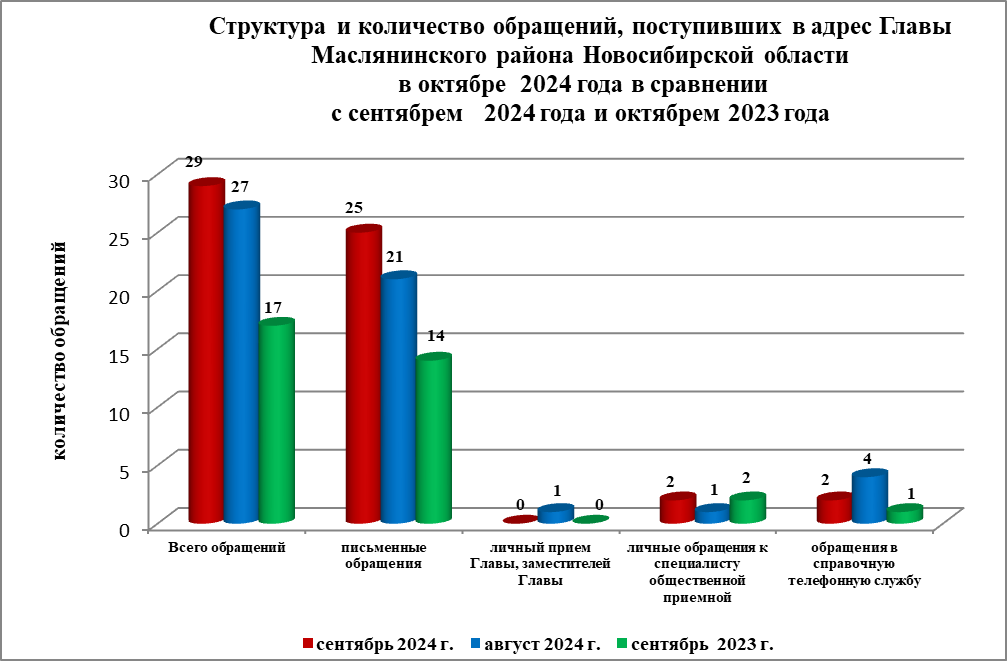 Структура и количество обращений, поступивших в адрес Главы
Маслянинского района Новосибирской области
в октябре 2024 года в сравнении
с сентябрем 2024 года и октябрем 2023 года
количество обращений
30
25
20
15
10
5
0
29
27
17
25
21
14
0
1
0
2
1
2
2
4
1
Всего обращений
письменные
обращения
личный прием
Главы, заместителей
Главы
личные обращения к
специалисту
общественной
приемной
обращения в
справочную
телефонную службу
сентябрь 2024 г.
август 2024 г.
сентябрь 2023 г.